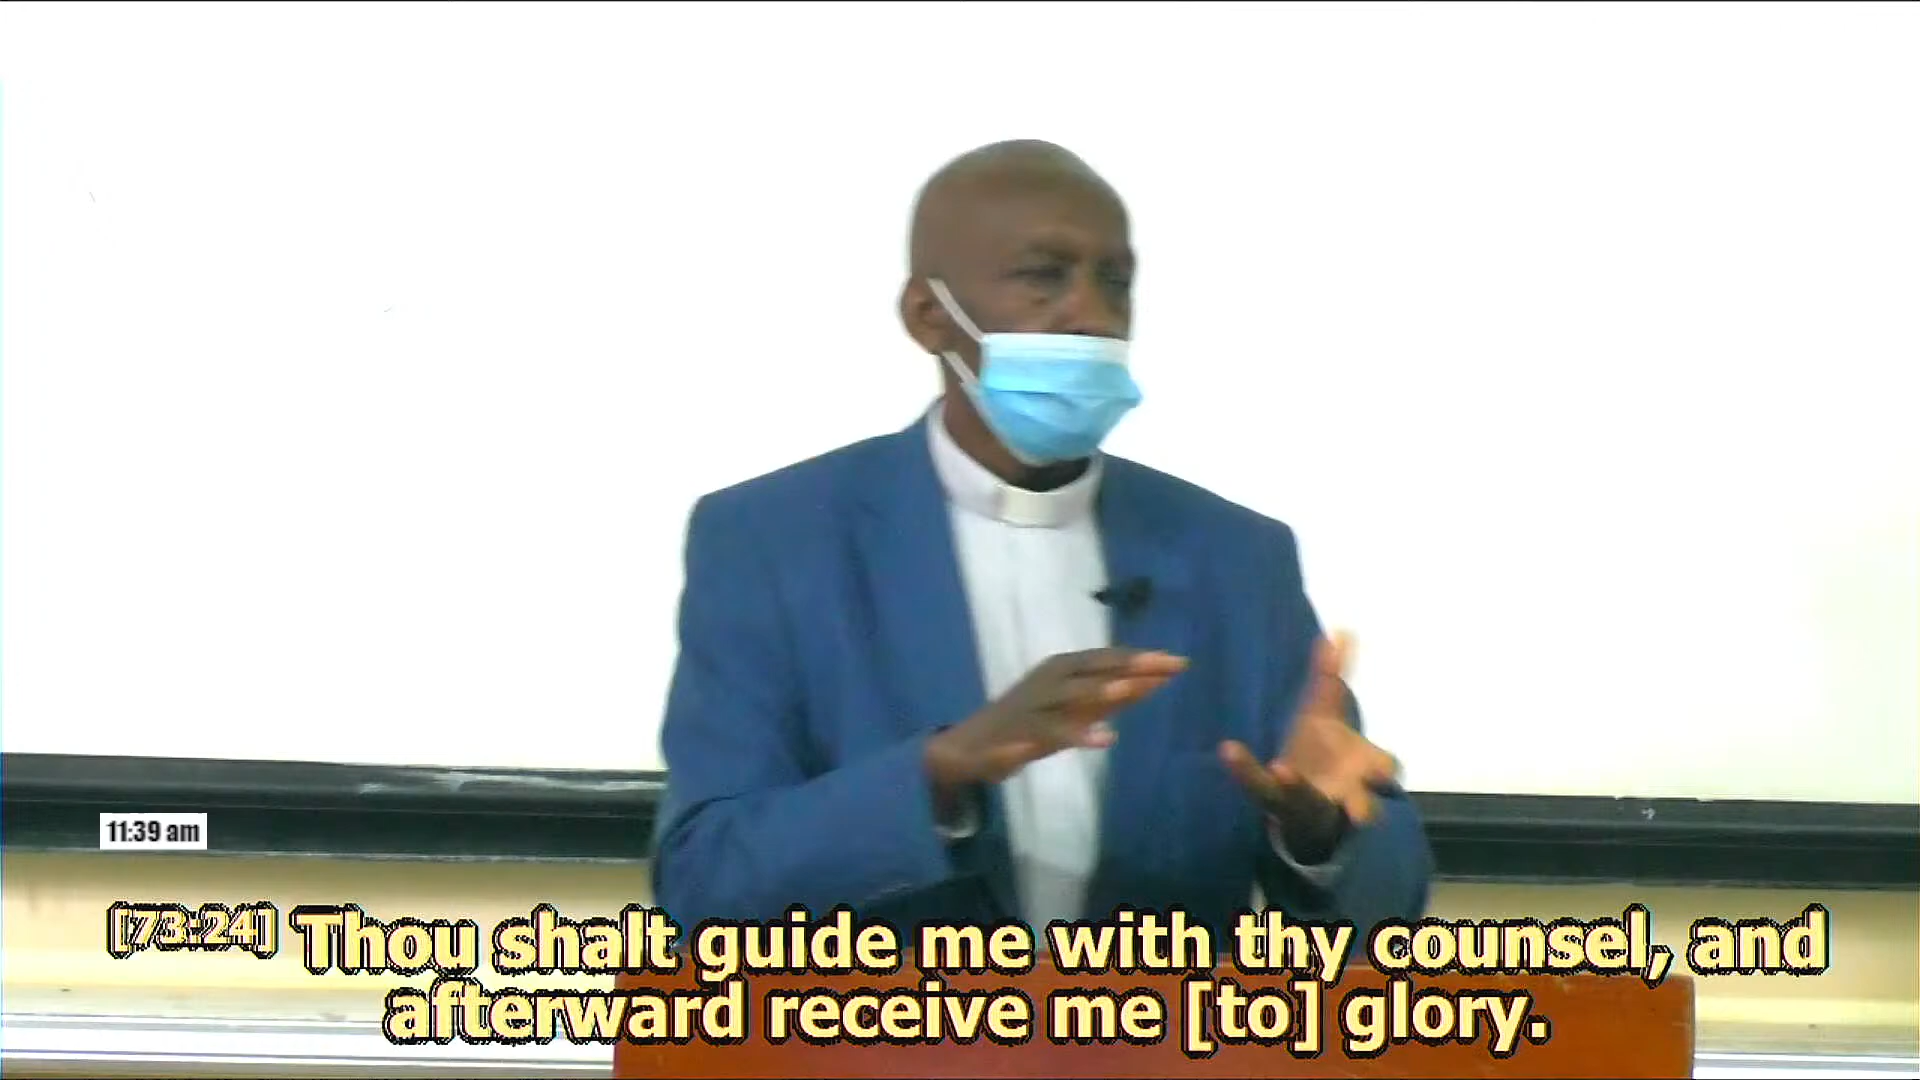 11:39 am
[73:24] Thou shalt guide me with thy counsel, and
afterward receive me [to] glory.